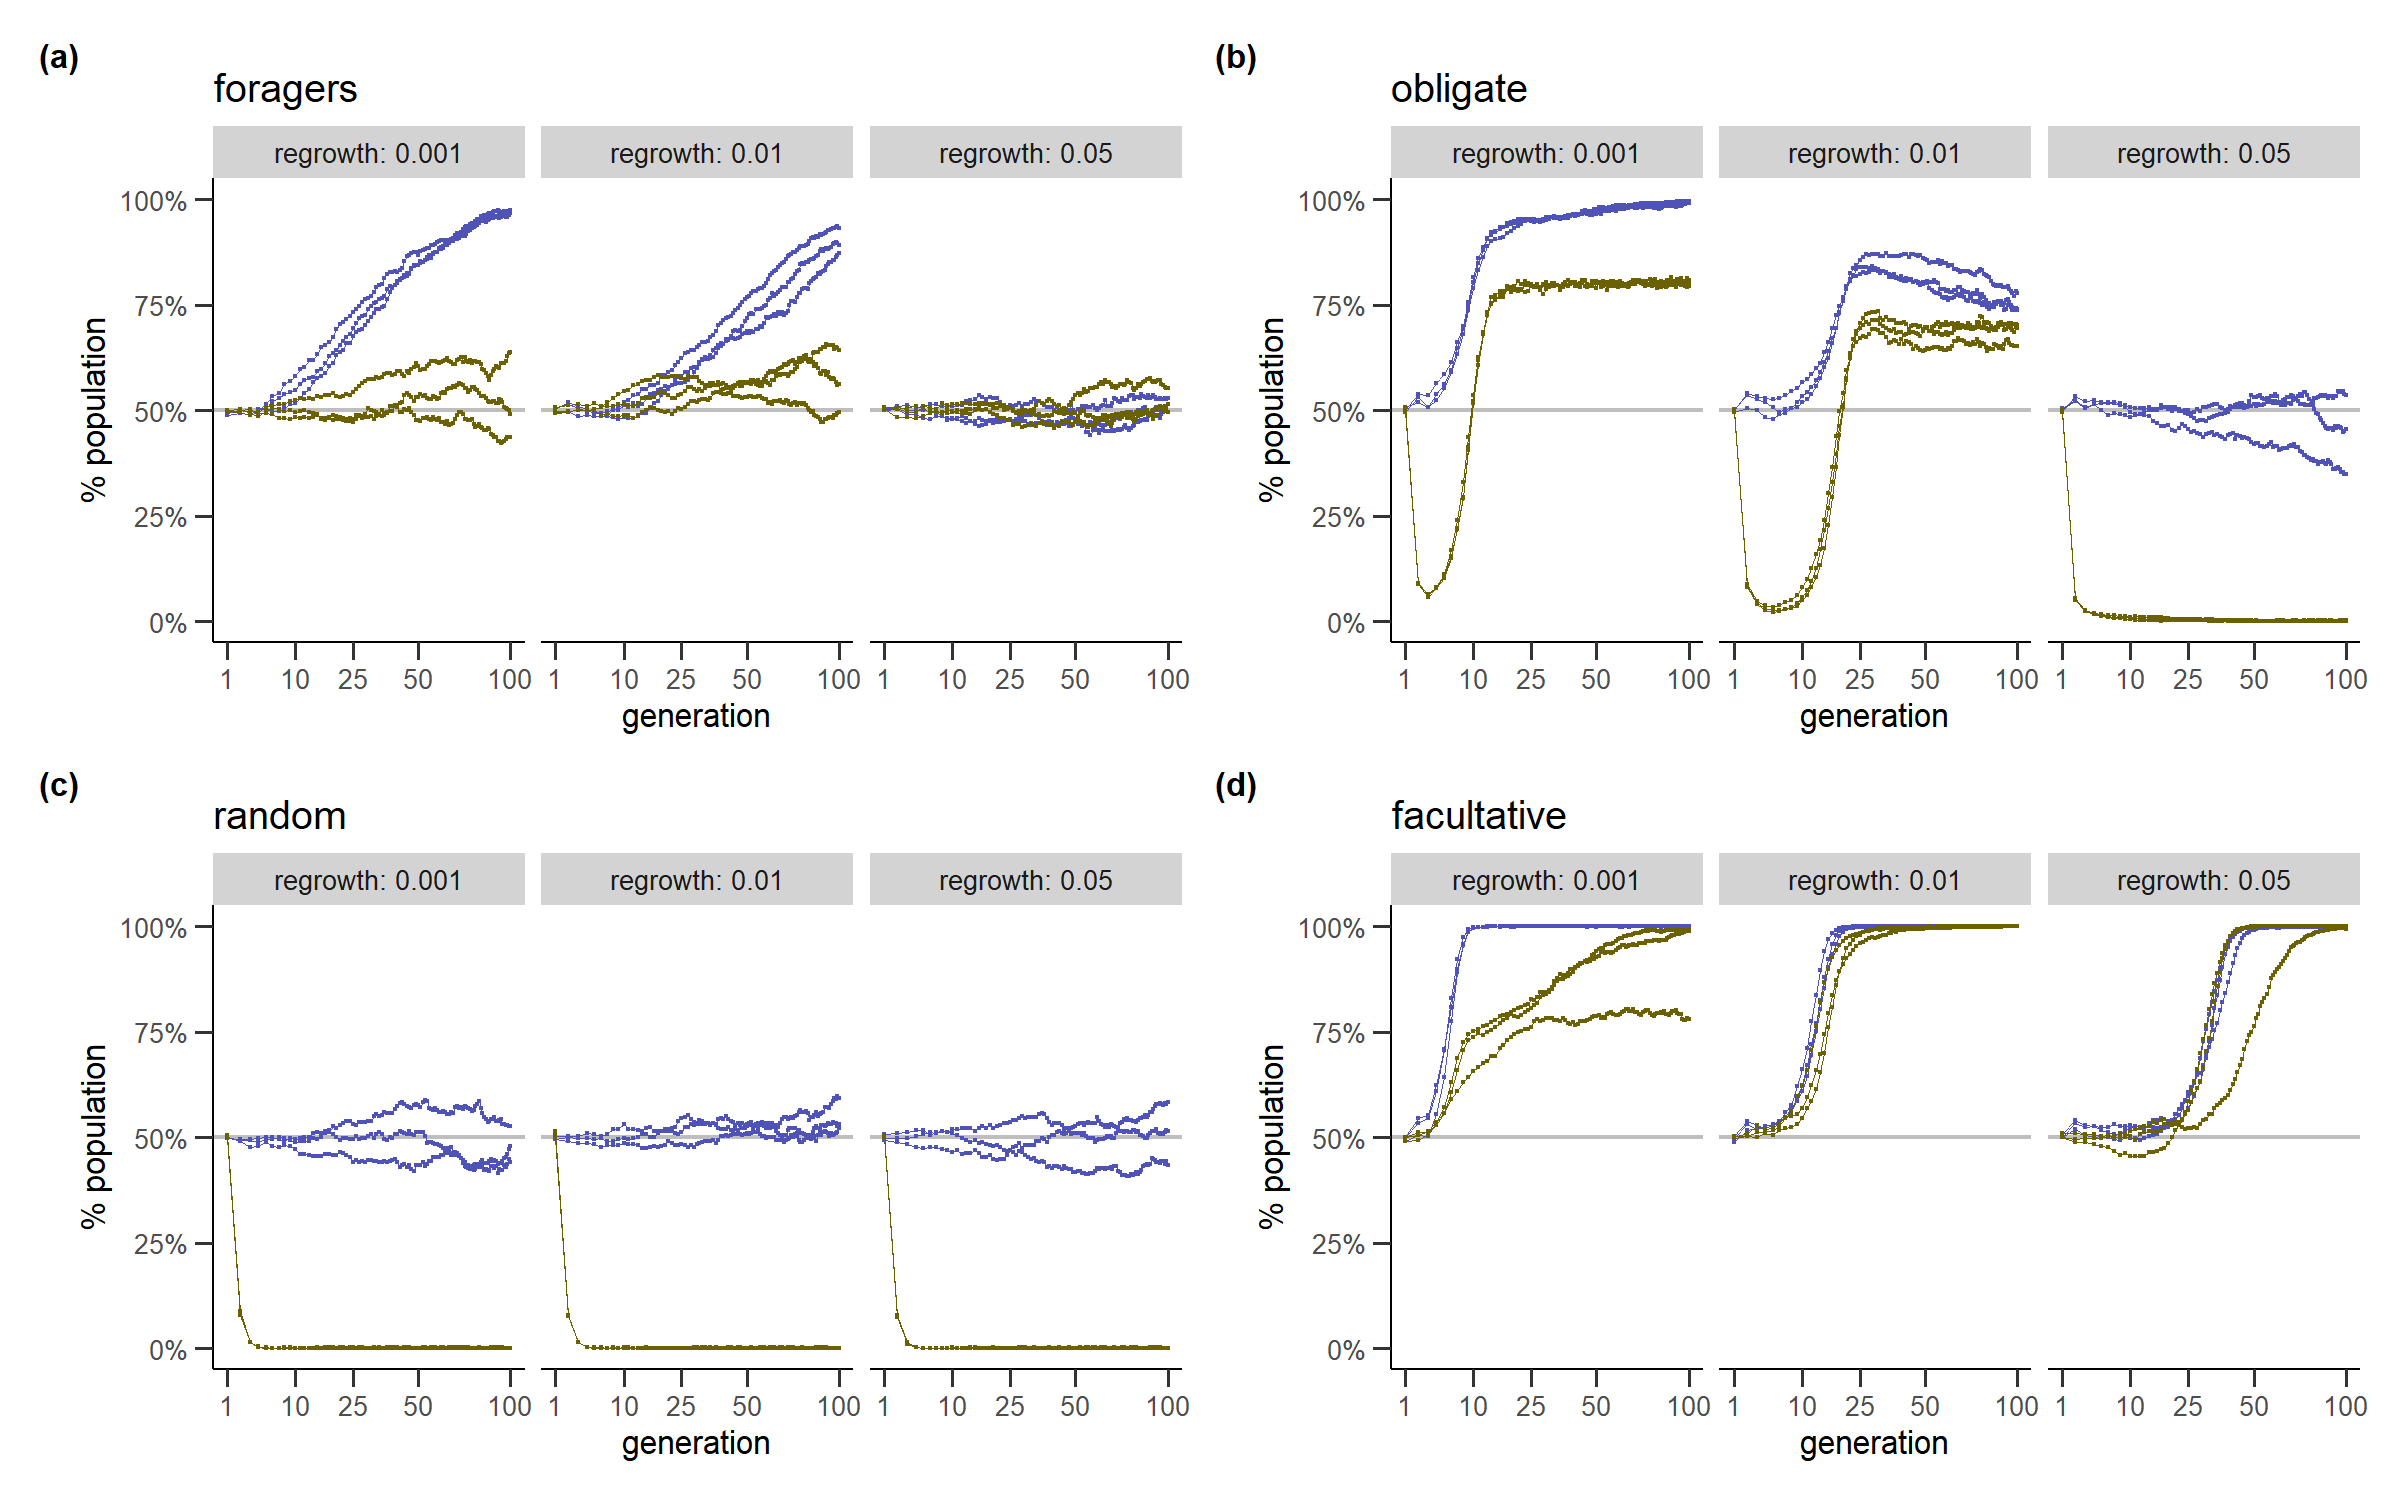 (a)
foragers
regrowth: 0.001 regrowth: 0.01 regrowth: 0.05
100%
75%
50%
25%
0%
% population
1 10 25 50 100 1 10 25 50 100 1 10 25 50 100
generation
(b)
obligate
regrowth: 0.001 regrowth: 0.01 regrowth: 0.05
100%
75%
50%
25%
0%
% population
1 10 25 50 100 1 10 25 50 100 1 10 25 50 100
generation
(c)
random
regrowth: 0.001 regrowth: 0.01 regrowth: 0.05
100%
75%
50%
25%
0%
% population
1 10 25 50 100 1 10 25 50 100 1 10 25 50 100
generation
(d)
facultative
regrowth: 0.001 regrowth: 0.01 regrowth: 0.05
100%
75%
50%
25%
0%
% population
1 10 25 50 100 1 10 25 50 100 1 10 25 50 100
generation